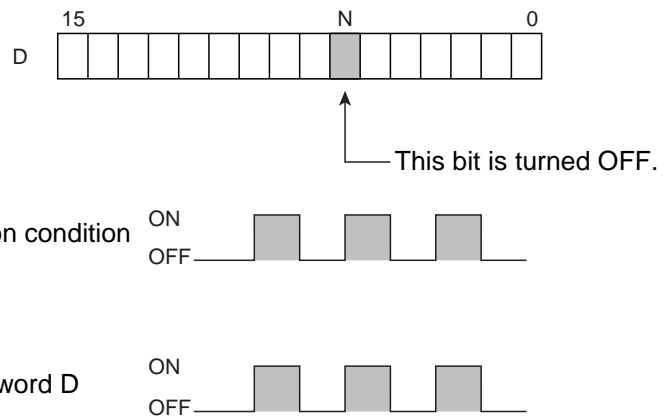 15 N 0
D
This bit is turned OFF.
on condition
ON
OFF
word D
ON
OFF